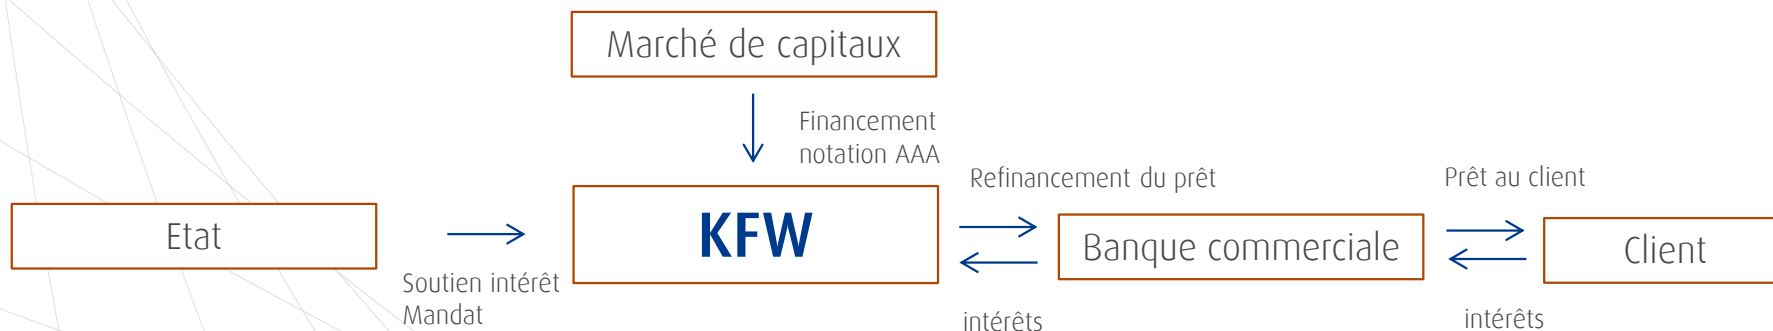 Marché de capitaux
Financement
notation AAA
Refinancement du prêt
Prêt au client
Etat
KFW
Banque commerciale
Client
Soutien intérêt
Mandat
intérêts
intérêts